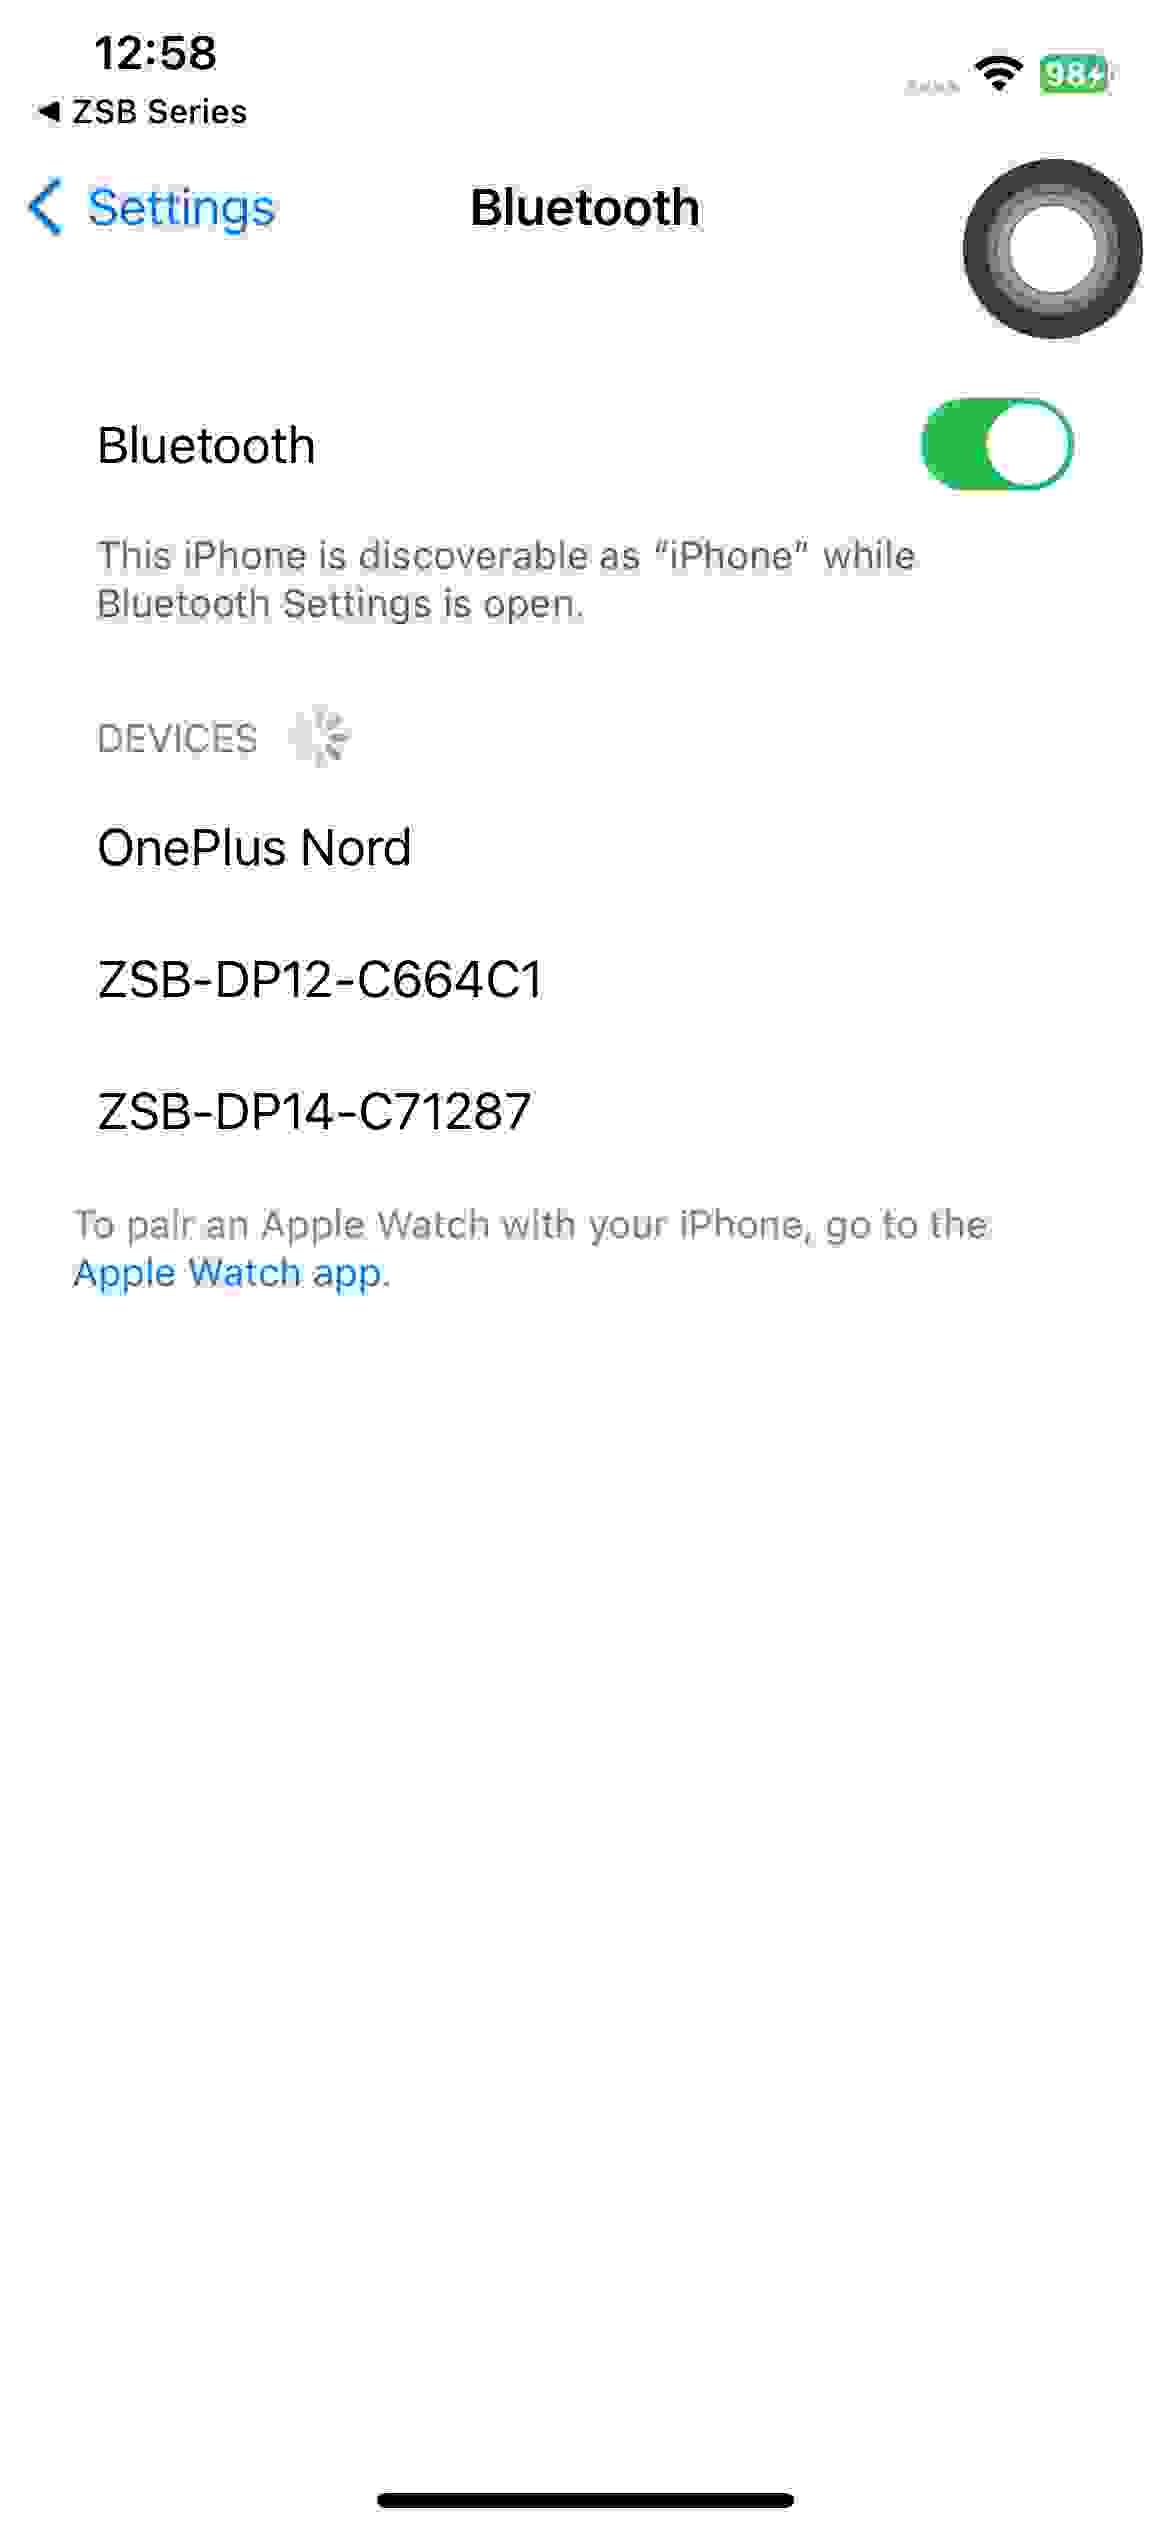 12:58
98
◀ ZSB Series
Settings
Bluetooth
Bluetooth
This iPhone is discoverable as “iPhone” while
Bluetooth Settings is open.
DEVICES
OnePlus Nord
ZSB-DP12-C664C1
ZSB-DP14-C71287
To pair an Apple Watch with your iPhone, go to the
Apple Watch app.